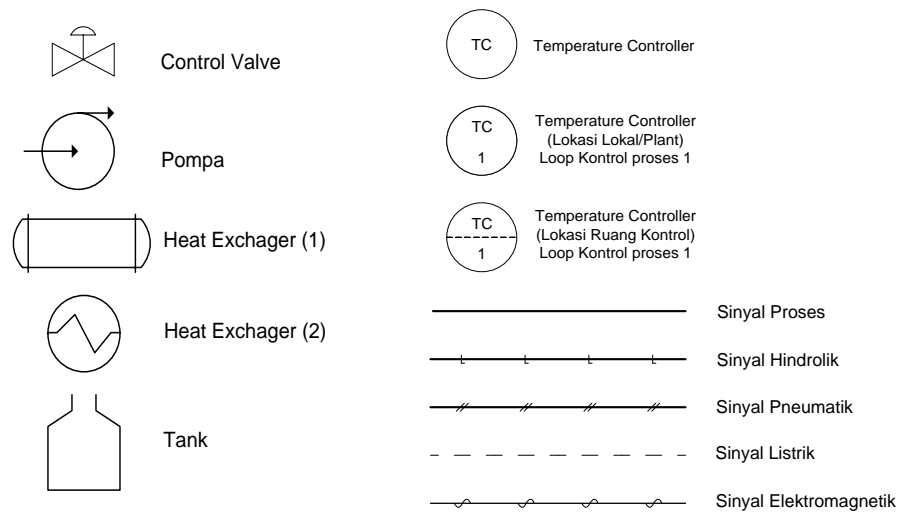 Control Valve
Pompa
Heat Exchager (1)
Heat Exchager (2)
Tank
TC
Temperature Controller
TC
1
Temperature Controller
(Lokasi Lokal/Plant)
Loop Kontrol proses 1
TC
1
Temperature Controller
(Lokasi Ruang Kontrol)
Loop Kontrol proses 1
Sinyal Proses
Sinyal Hindrolik
Sinyal Pneumatik
Sinyal Listrik
Sinyal Elektromagnetik